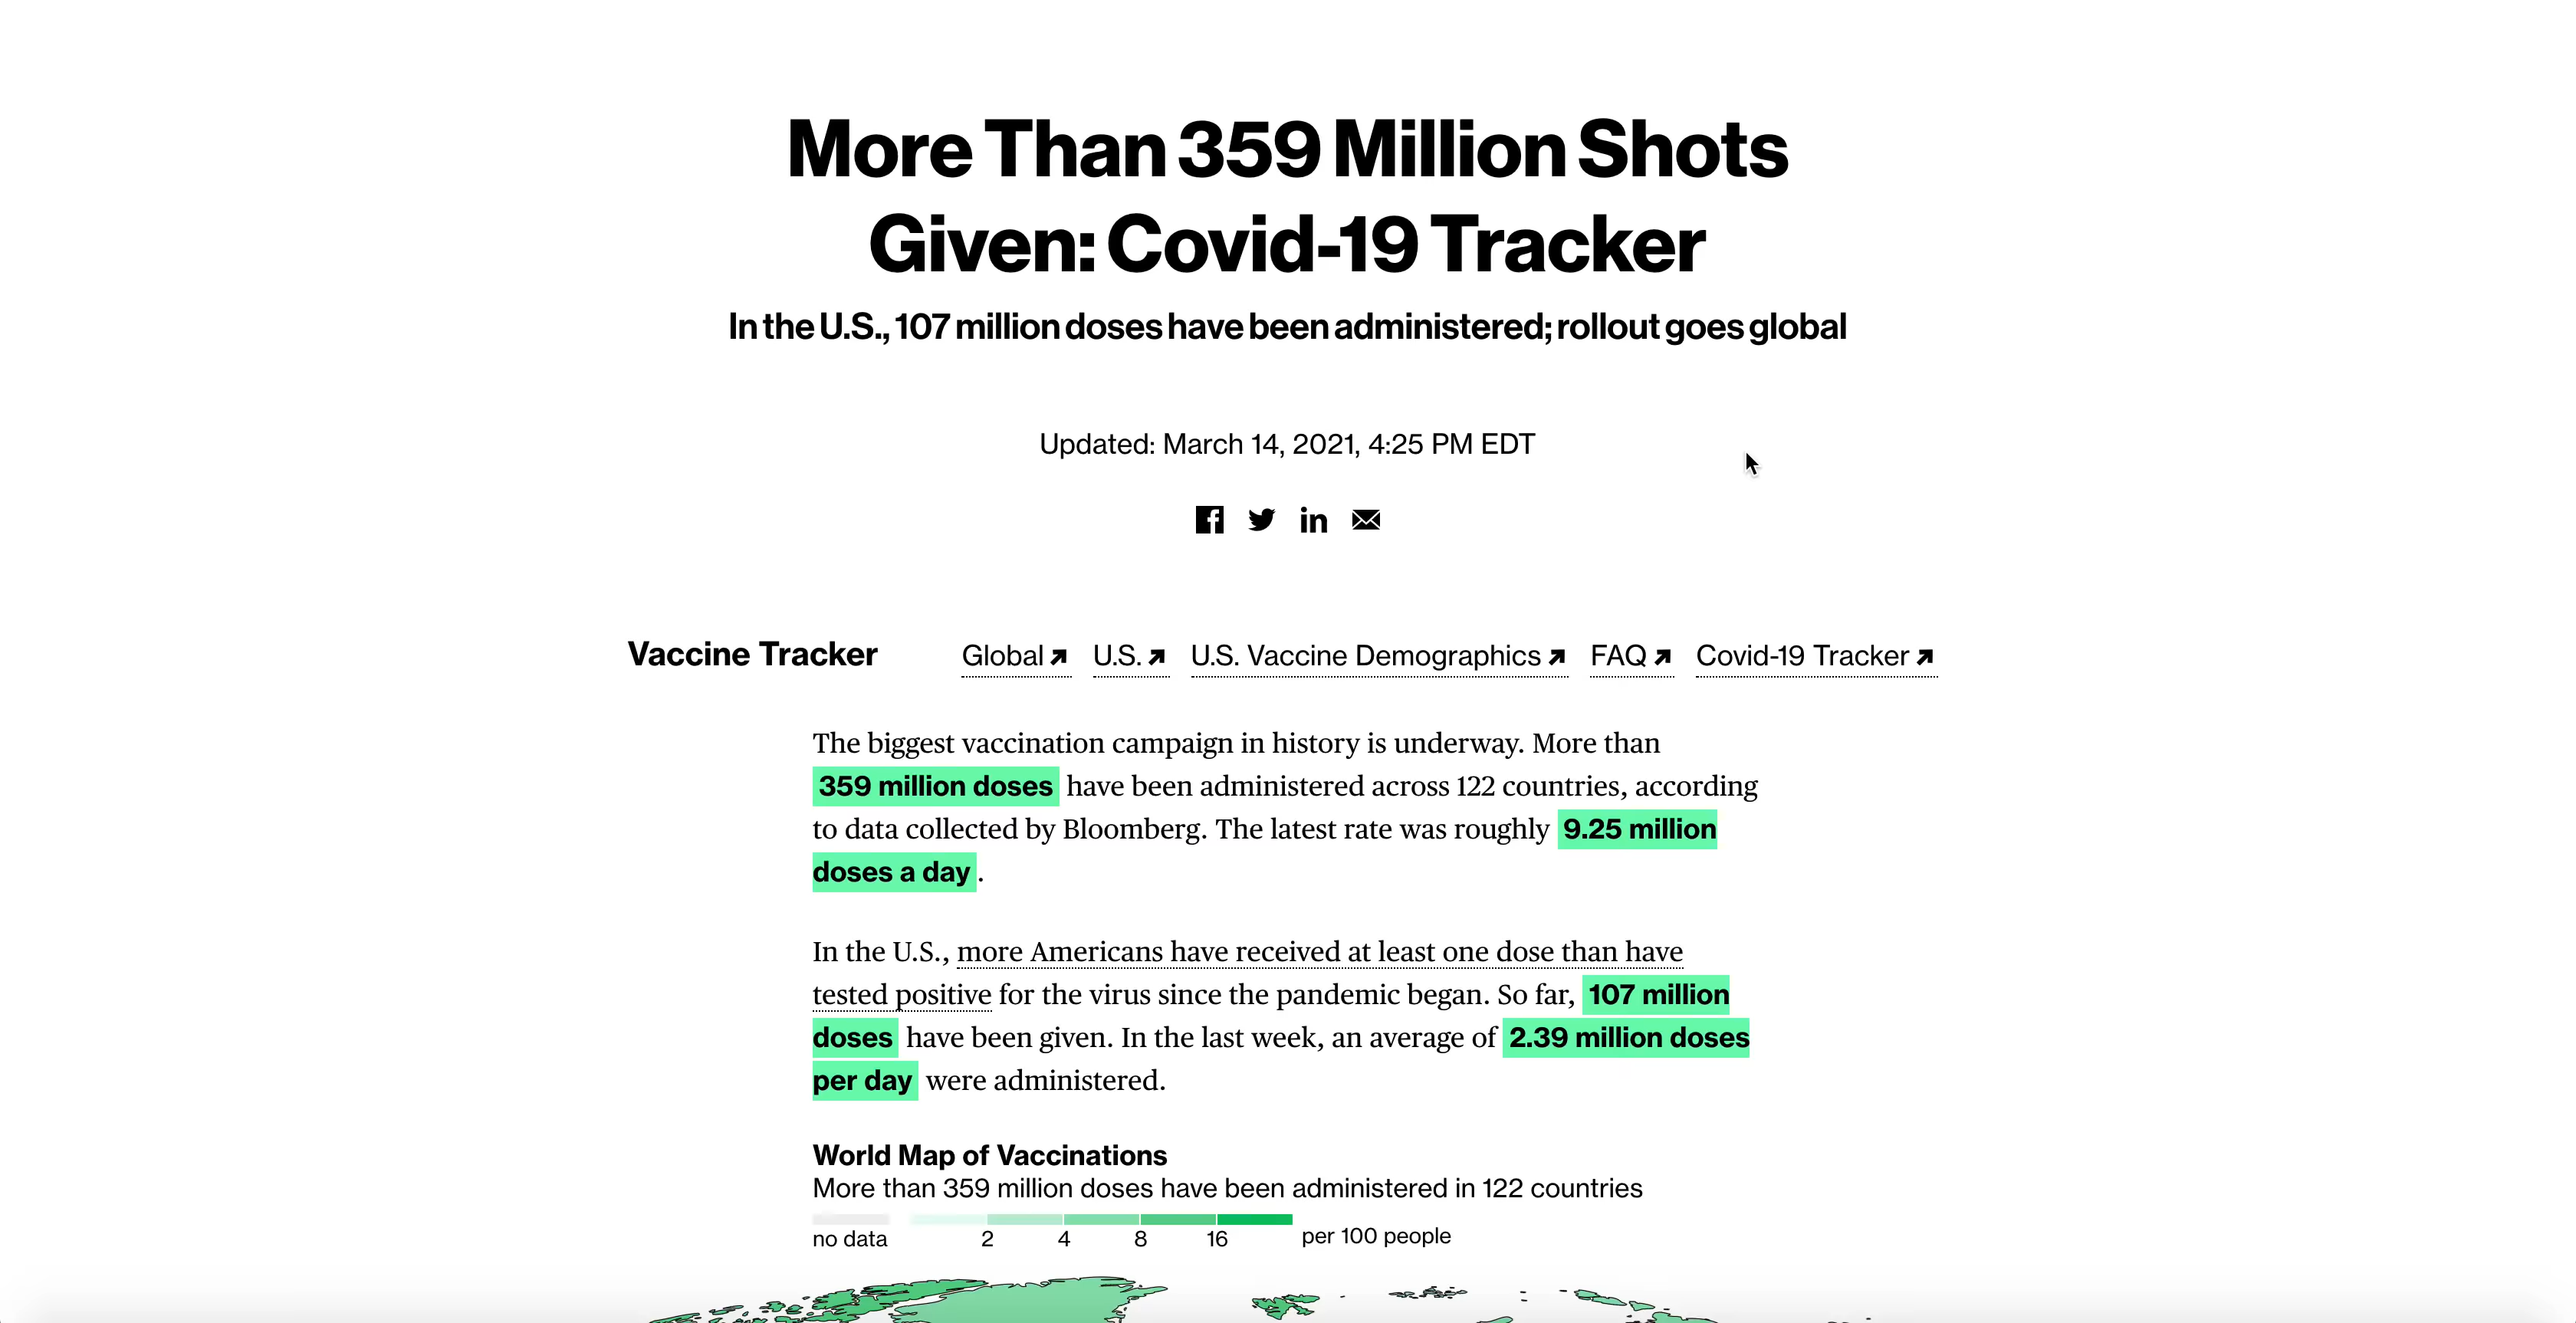 More Than 359 Million Shots
Given: Covid-19 Tracker
In the U.S., 107 million doses have been administered; rollout goes global
Updated: March 14, 2021, 4:25 PM EDT
Vaccine Tracker Global U.S. U.S. Vaccine Demographics FAQ Covid-19 Tracker
The biggest vaccination campaign in history is underway. More than
359 million doses have been administered across 122 countries, according
to data collected by Bloomberg. The latest rate was roughly 9.25 million
doses a day.
In the U.S., more Americans have received at least one dose than have
tested positive for the virus since the pandemic began. So far, 107 million
doses have been given. In the last week, an average of 2.39 million doses
per day were administered.
World Map of Vaccinations
More than 359 million doses have been administered in 122 countries
no data 2 4 8 16 per 100 people